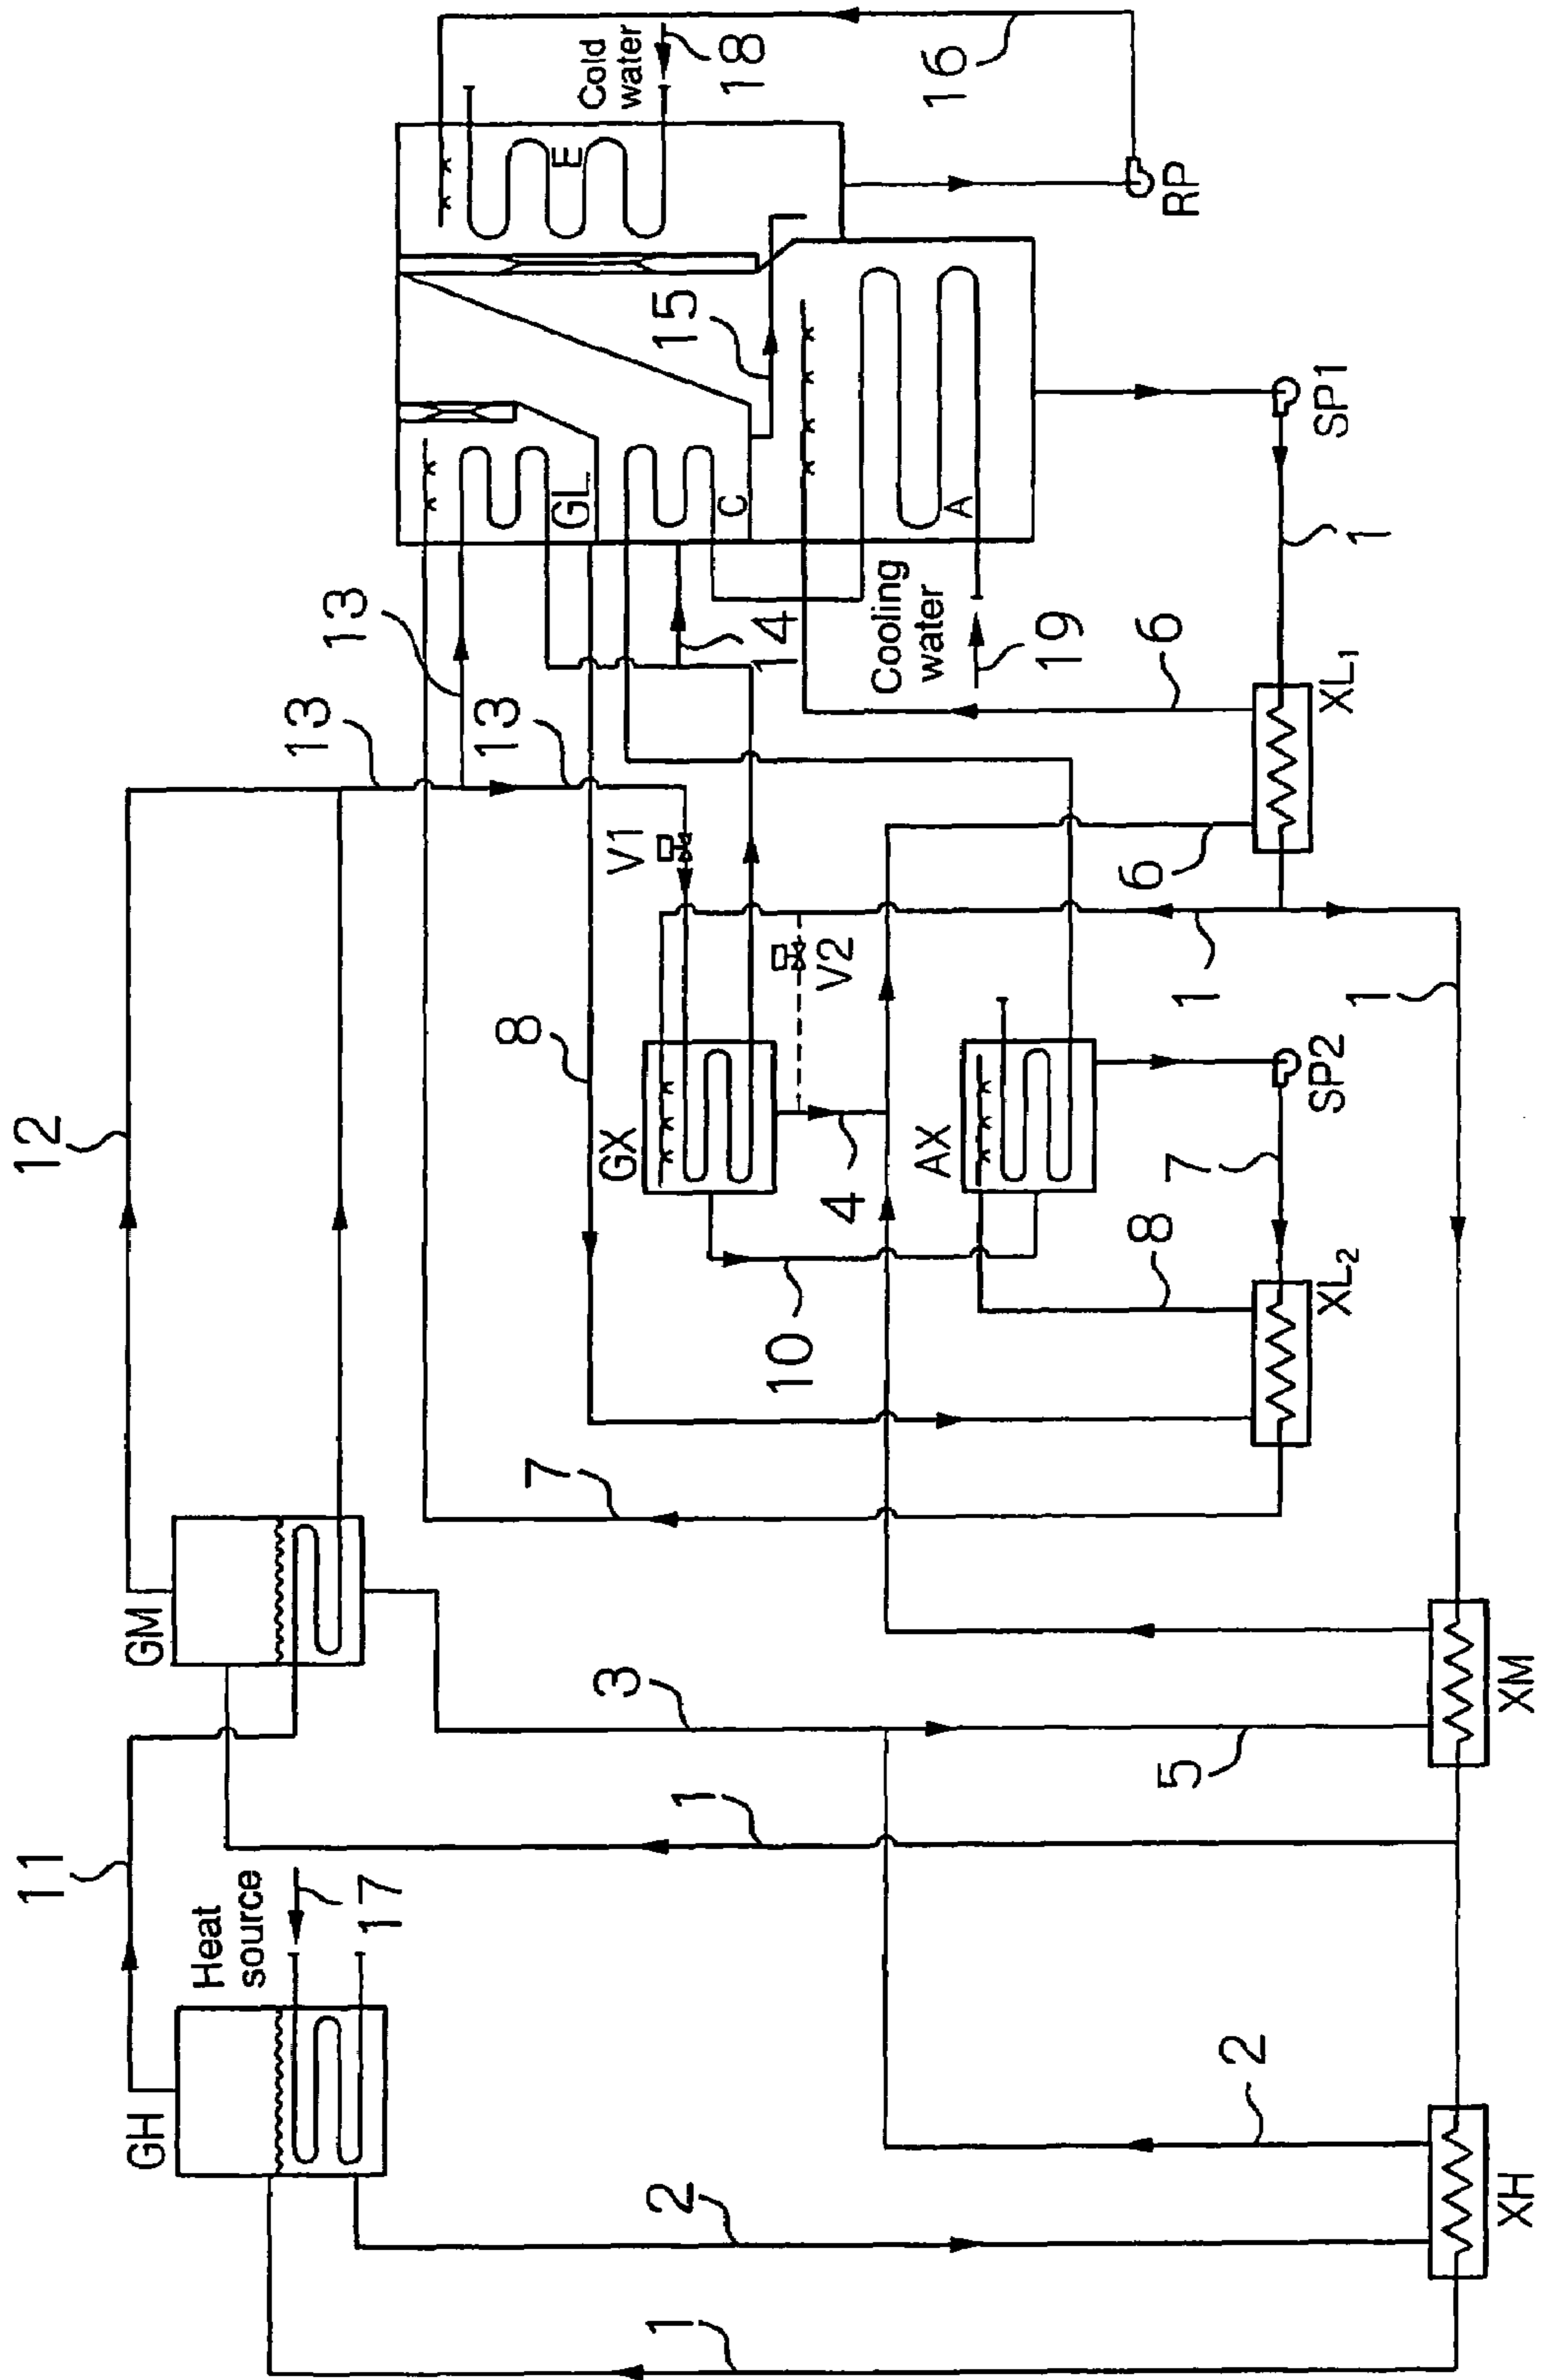 11
12
GH
Heat
source
17
GM
13
13
13
V1
Cold
water
18
16
E
GL
C
A
15
14
Cooling
water
19
RP
8
GX
V2
4
10
AX
8
7
SP2
XL2
7
3
5
1
2
2
1
XH
XM
1
1
6
6
XL1
1
SP1